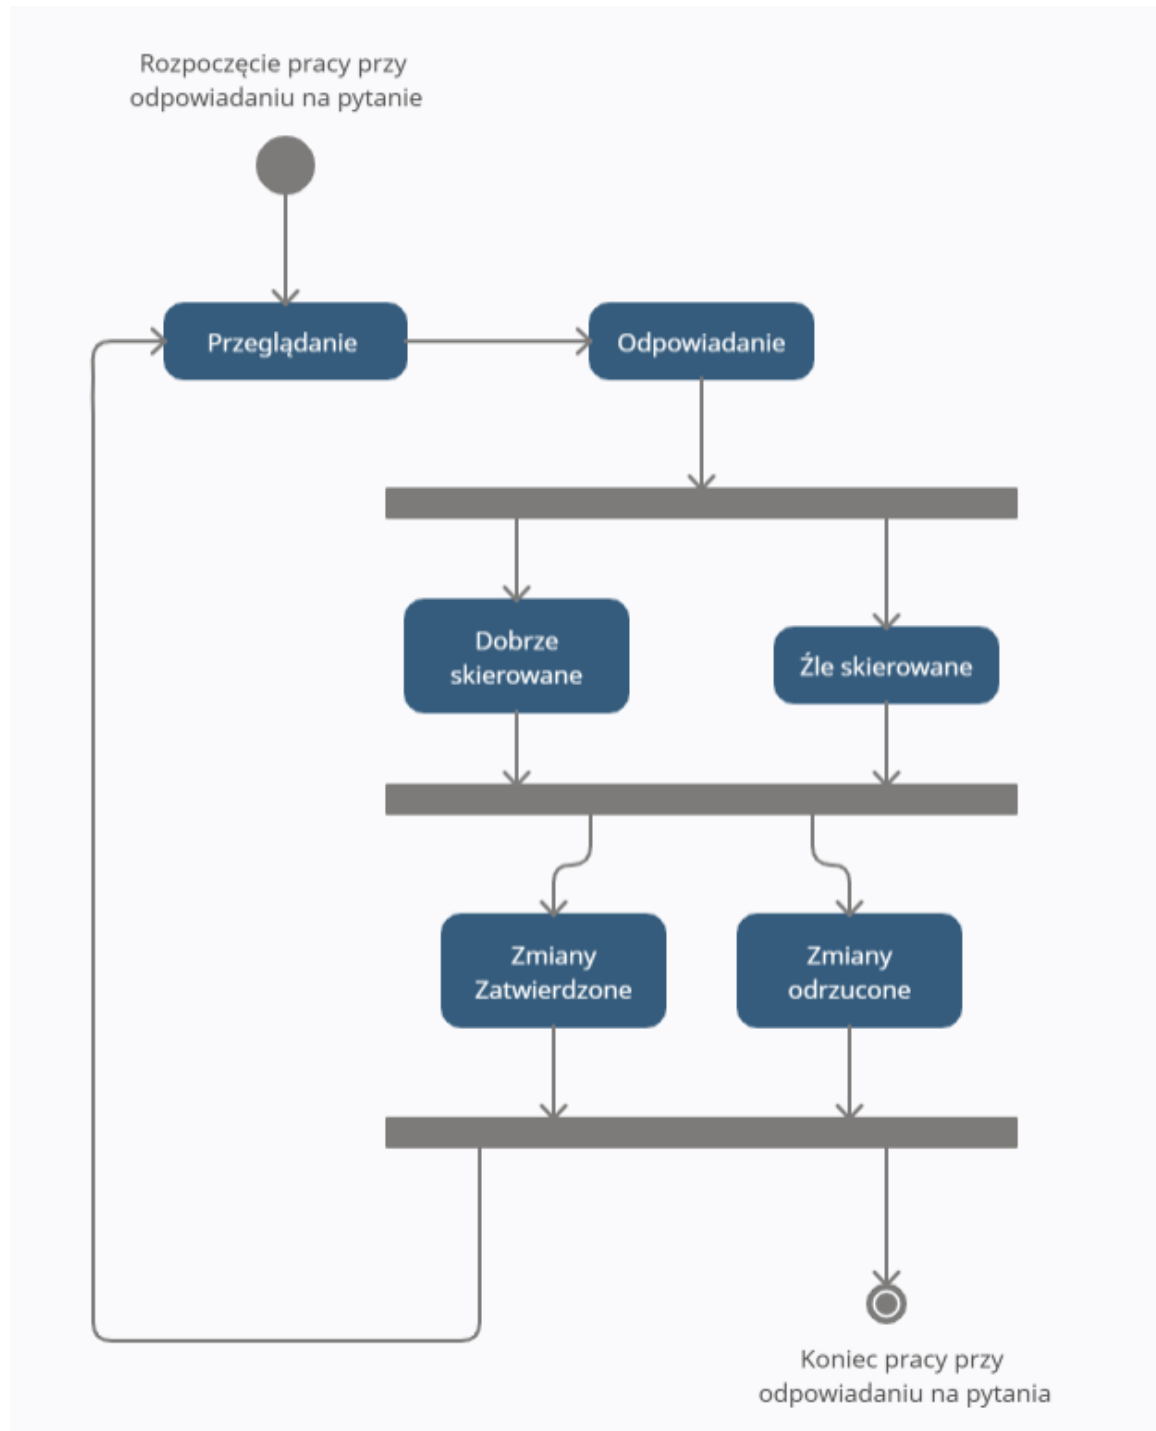 Rozpoczęcie pracy przy
odpowiadaniu na pytanie
Przeglądanie
Odpowiadanie
Dobrze
skierowane
Źle skierowane
Zmiany
Zatwierdzone
Zmiany
odrzucone
Koniec pracy przy
odpowiadaniu na pytania